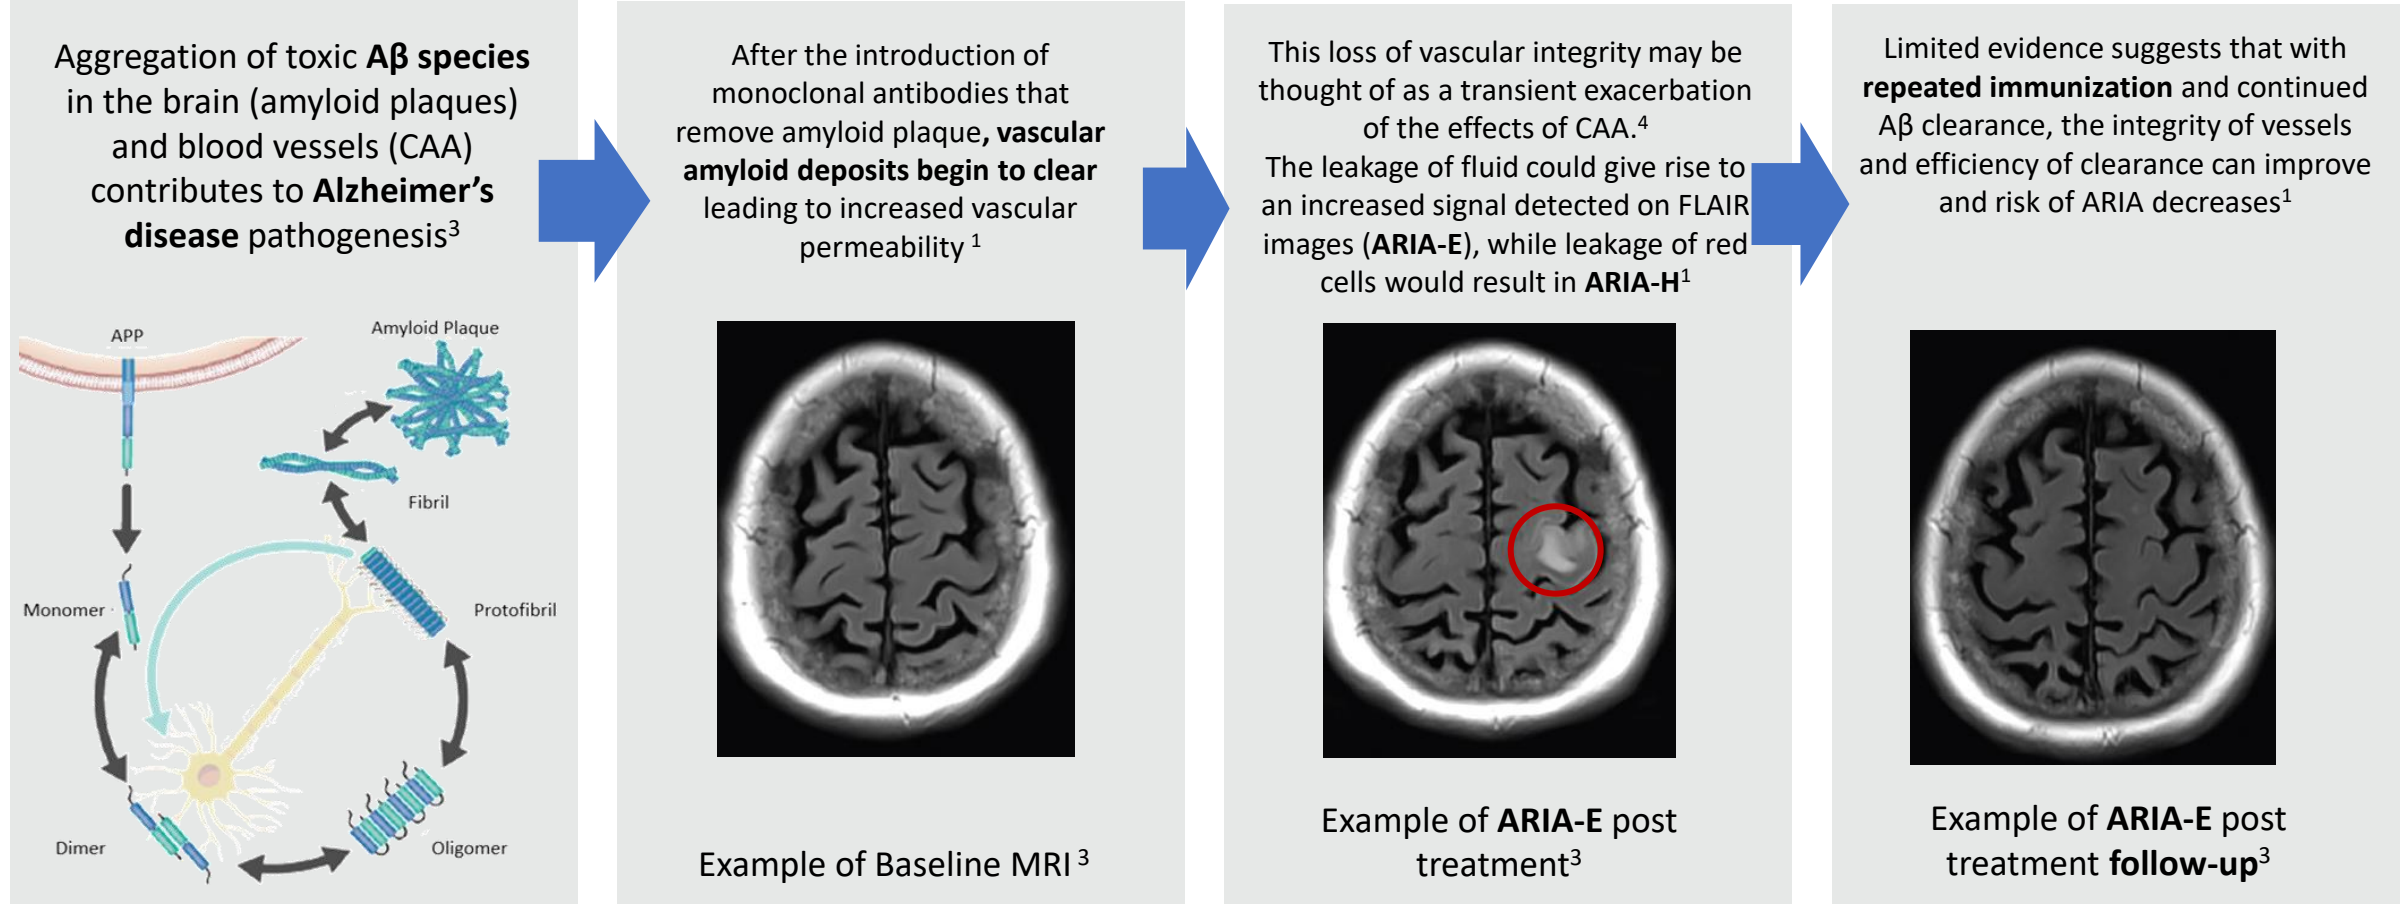 Aggregation of toxic Aβ species
in the brain (amyloid plaques)
and blood vessels (CAA)
contributes to Alzheimer’s
disease pathogenesis3
APP
Amyloid Plaque
Fibril
Monomer
Protofibril
Dimer
Oligomer
After the introduction of
monoclonal antibodies that
remove amyloid plaque, vascular
amyloid deposits begin to clear
leading to increased vascular
permeability 1
Example of Baseline MRI 3
This loss of vascular integrity may be
thought of as a transient exacerbation
of the effects of CAA.4
The leakage of fluid could give rise to
an increased signal detected on FLAIR
images (ARIA-E), while leakage of red
cells would result in ARIA-H1
Example of ARIA-E post
treatment3
Limited evidence suggests that with
repeated immunization and continued
Aβ clearance, the integrity of vessels
and efficiency of clearance can improve
and risk of ARIA decreases1
Example of ARIA-E post
treatment follow-up3